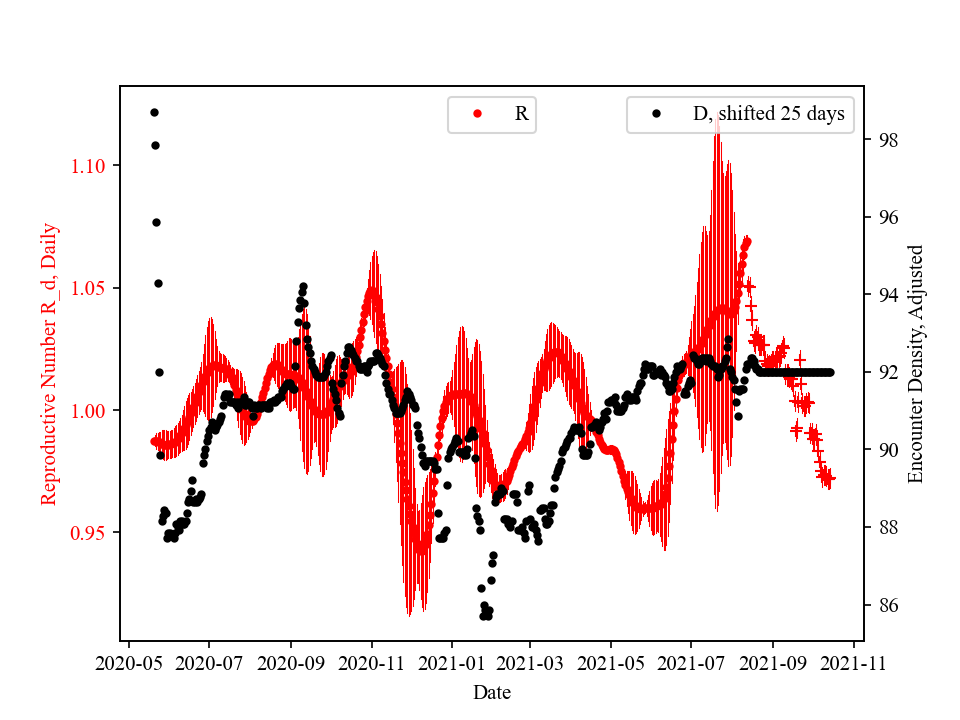 R
D, shifted 25 days
Reproductive Number R_d, Daily
1.10
1.05
1.00
0.95
98
96
94
92
90
88
86
Encounter Density, Adjusted
2020-05 2020-07 2020-09 2020-11 2021-01 2021-03 2021-05 2021-07 2021-09 2021-11
Date